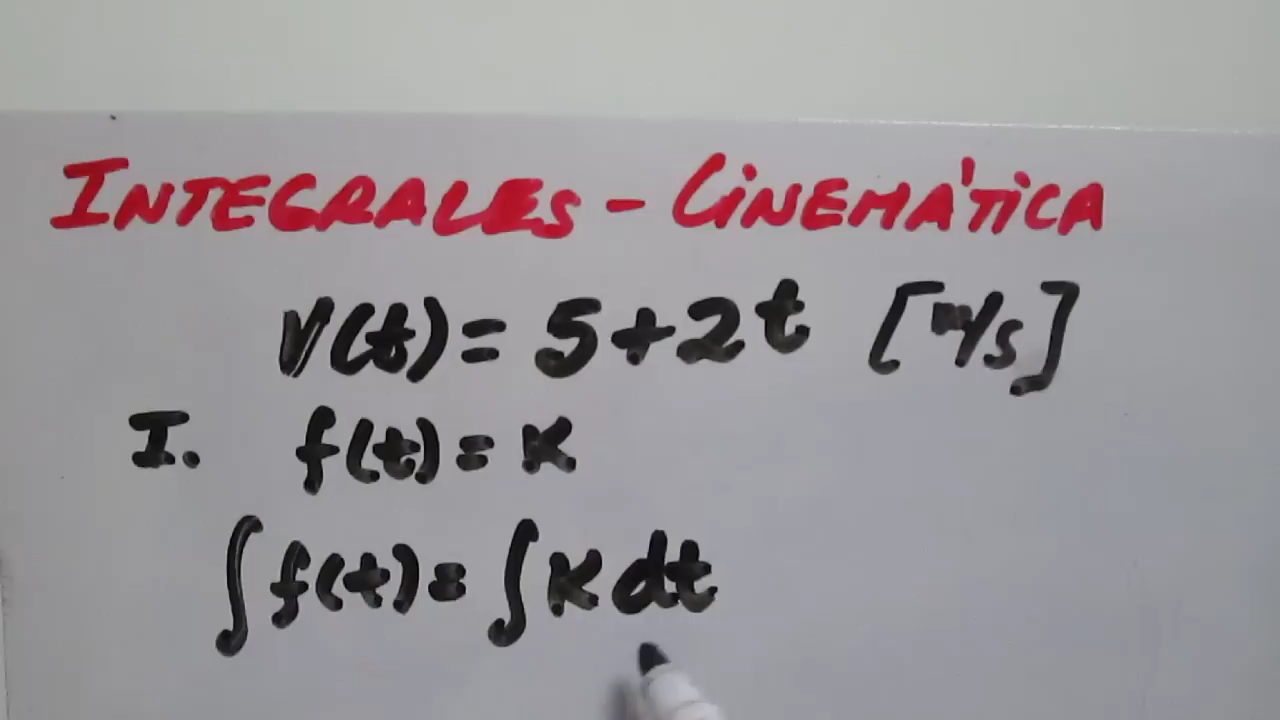 INTEGRALES - CINEMÁTICA
V(t) = 5+2t [m/s]
I. f(t) = K
∫f(t) = ∫K dt